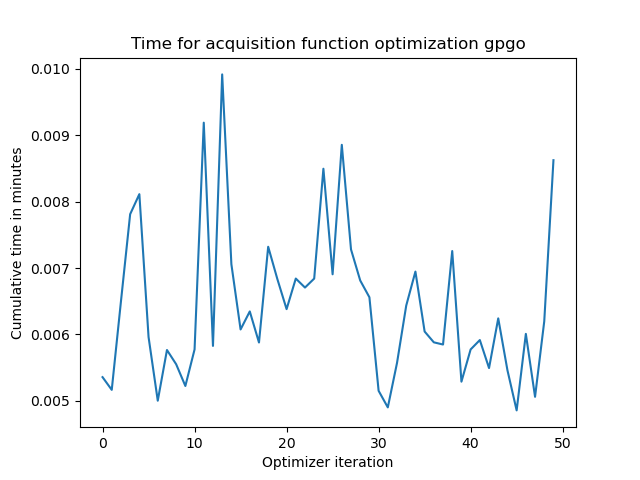 Time for acquisition function optimization gpgo
Cumulative time in minutes
0.010
0.009
0.008
0.007
0.006
0.005
0 10 20 30 40 50
Optimizer iteration